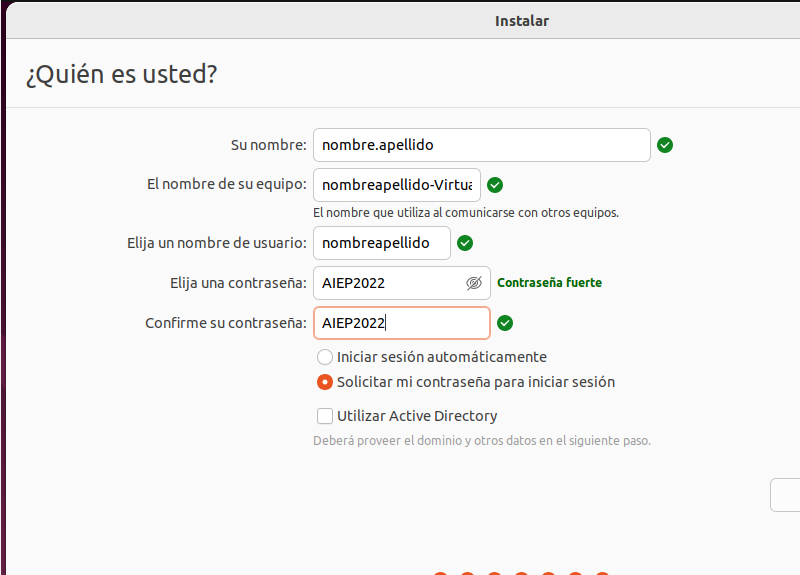 Instalar
¿Quién es usted?
Su nombre: nombre.apellido
El nombre de su equipo: nombreapellido-Virtua
El nombre que utiliza al comunicarse con otros equipos.
Elija un nombre de usuario: nombreapellido
Elija una contraseña: AIEP2022 Contraseña fuerte
Confirme su contraseña: AIEP2022
Iniciar sesión automáticamente
Solicitar mi contraseña para iniciar sesión
Utilizar Active Directory
Deberá proveer el dominio y otros datos en el siguiente paso.